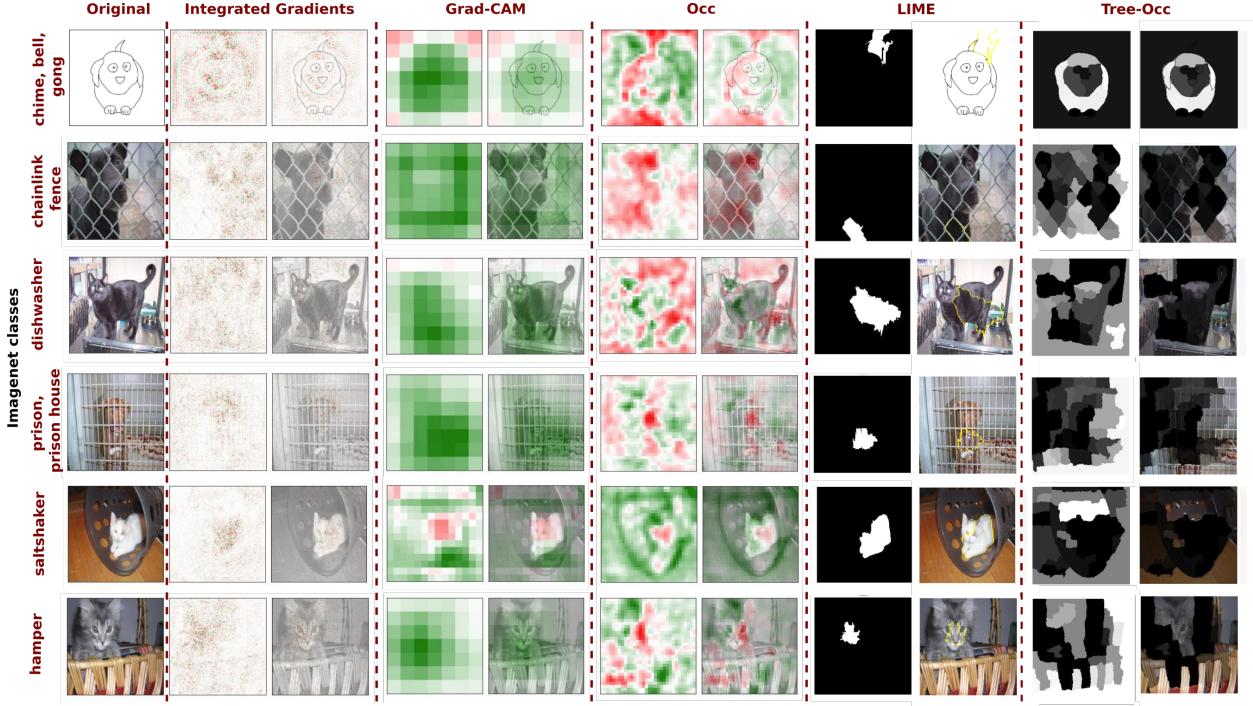 Original
Integrated Gradients
Grad-CAM
Occ
LIME
Tree-Occ
Imagenet classes
chime, bell,
gong
chainlink
fence
dishwasher
prison,
prison house
saltshaker
hamper